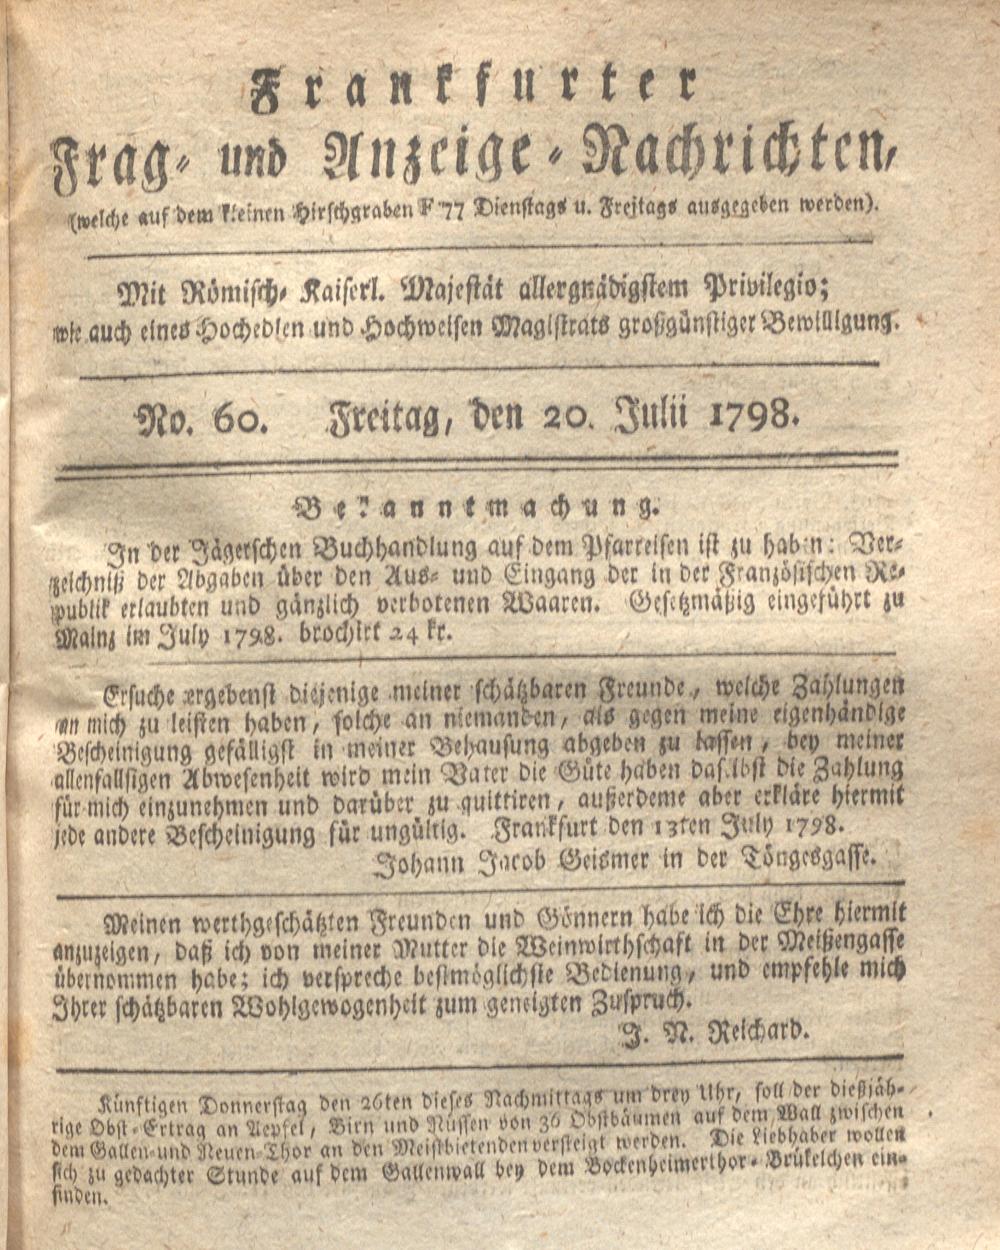 Frankfurter
Frag- und Anzeige-Nachrichten,
(welche auf dem kleinen Hirschgraben F 77 Dienstags u. Freitags ausgegeben werden).
Mit Römisch- Kaiserl. Majestät allergnädigstem Privilegio;
wie auch eines Hochedlen und Hochweisen Magistrats großgünstiger Bewilligung.
No. 60. Freitag, den 20. Julii 1798.
Bekanntmachung.
In der Jägerschen Buchhandlung auf dem Pfarreisen ist zu haben: Ver-
zeichniß der Abgaben über den Aus- und Eingang der in der Französischen Re-
publik erlaubten und gänzlich verbotenen Waaren. Gesetzmäßig eingeführt zu
Mainz im July 1798. brochirt 24 kr.
Ersuche ergebenst diejenige meiner schätzbaren Freunde, welche Zahlungen
an mich zu leisten haben, solche an niemanden, als gegen meine eigenhändige
Bescheinigung gefälligst in meiner Behausung abgeben zu lassen, bey meiner
allenfallsigen Abwesenheit wird mein Vater die Güte haben daselbst die Zahlung
für mich einzunehmen und darüber zu quittiren, außerdeme aber erkläre hiermit
jede andere Bescheinigung für ungültig. Frankfurt den 13ten July 1798.
Johann Jacob Geismer in der Töngesgasse.
Meinen werthgeschätzten Freunden und Gönnern habe ich die Ehre hiermit
anzuzeigen, daß ich von meiner Mutter die Weinwirthschaft in der Meißengasse
übernommen habe; ich verspreche bestmöglichste Bedienung, und empfehle mich
Ihrer schätzbaren Wohlgewogenheit zum geneigten Zuspruch.
J. N. Reichard.
Künftigen Donnerstag den 26ten dieses Nachmittags um drey Uhr, soll der dießjäh-
rige Obst-Ertrag an Aepfel, Birn und Nüssen von 36 Obstbäumen auf dem Wall zwischen
dem Gallen- und Neuen-Thor an den Meistbietenden versteigt werden. Die Liebhaber wollen
sich zu gedachter Stunde auf dem Gallenwall bey dem Bockenheimerthor-Brükelchen ein-
finden.